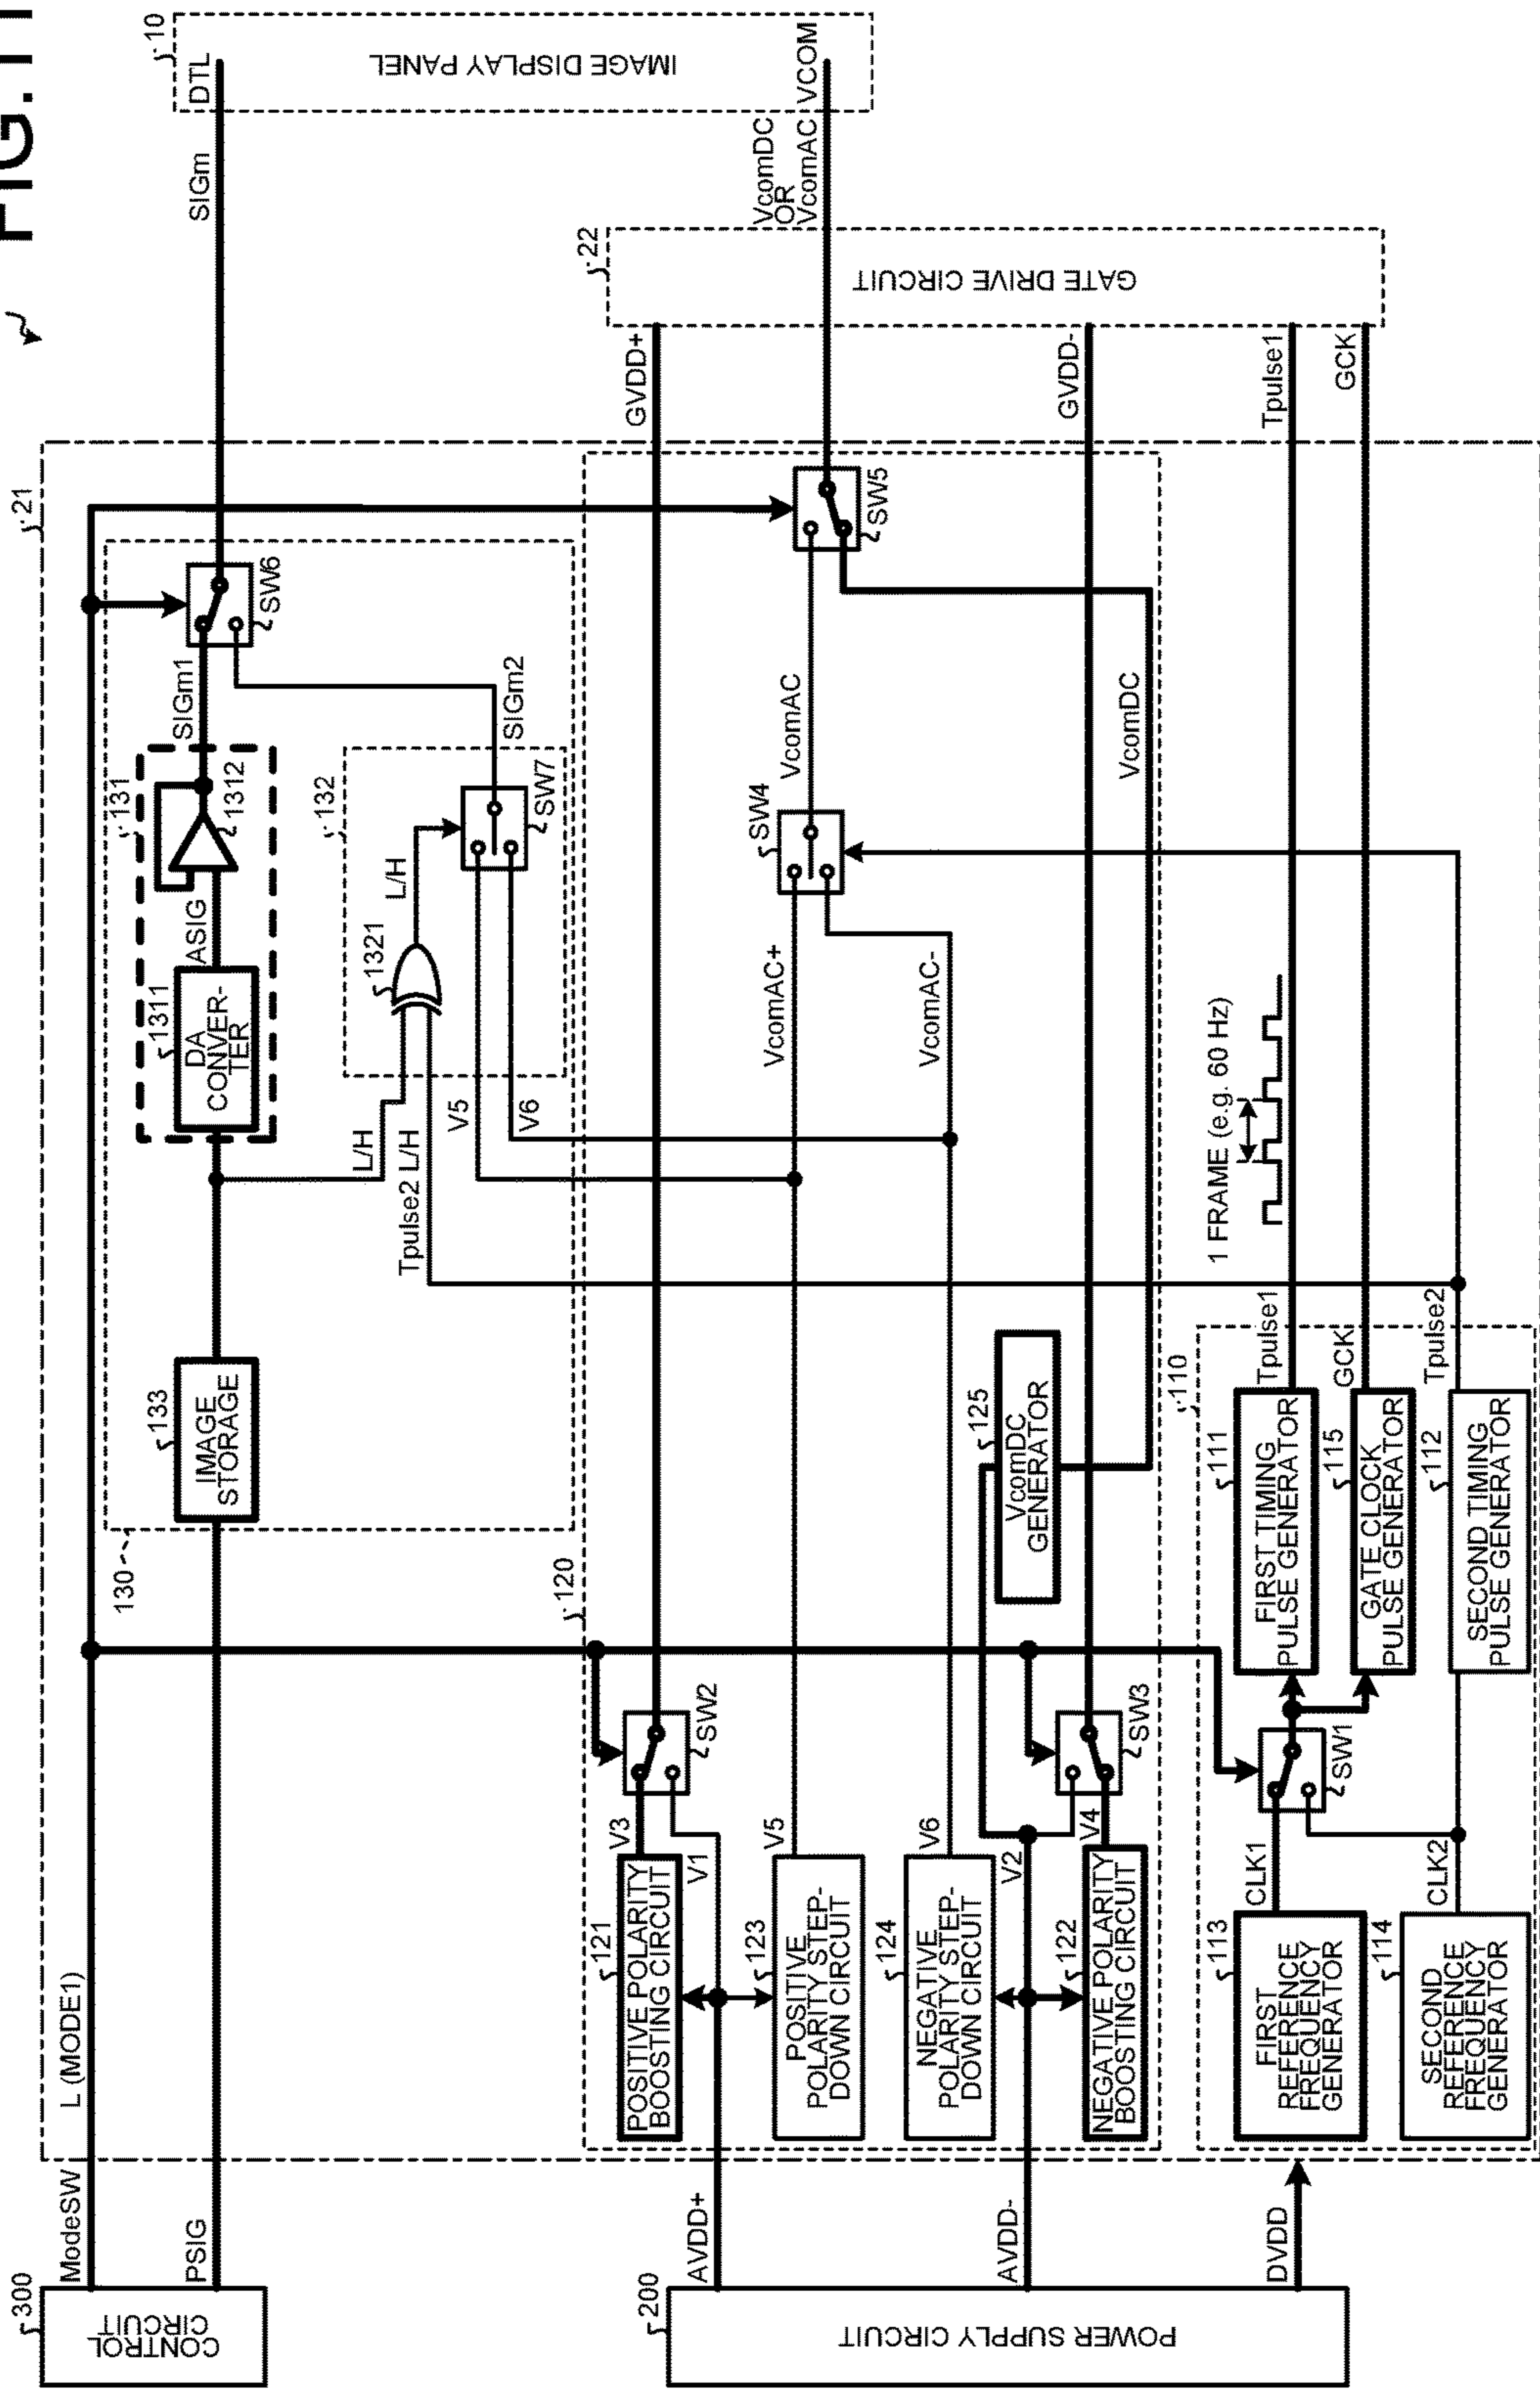 FIG.11
300
CONTROL
CIRCUIT
ModeSW
PSIG
L (MODE1)
21
130
133
IMAGE
STORAGE
L/H
Tpulse2 L/H
V5
V6
131
1311
DA
CONVER-
TER
ASIG
1312
SIGm1
132
1321
L/H
SW7
SIGm2
SW6
SIGm
10
DTL
IMAGE DISPLAY PANEL
VCOM
VcomDC
OR
VcomAC
22
GATE DRIVE CIRCUIT
GVDD+
GVDD-
Tpulse1
GCK
200
POWER SUPPLY CIRCUIT
AVDD+
AVDD-
DVDD
120
121
POSITIVE POLARITY
BOOSTING CIRCUIT
V3
V1
SW2
123
POSITIVE
POLARITY STEP-
DOWN CIRCUIT
V5
124
NEGATIVE
POLARITY STEP-
DOWN CIRCUIT
V6
V2
122
NEGATIVE POLARITY
BOOSTING CIRCUIT
V4
SW3
125
VcomDC
GENERATOR
VcomAC+
VcomAC-
SW4
VcomAC
VcomDC
SW5
110
113
FIRST
REFERENCE
FREQUENCY
GENERATOR
CLK1
114
SECOND
REFERENCE
FREQUENCY
GENERATOR
CLK2
SW1
111
FIRST TIMING
PULSE GENERATOR
Tpulse1
115
GATE CLOCK
PULSE GENERATOR
GCK
112
SECOND TIMING
PULSE GENERATOR
Tpulse2
1 FRAME (e.g. 60 Hz)